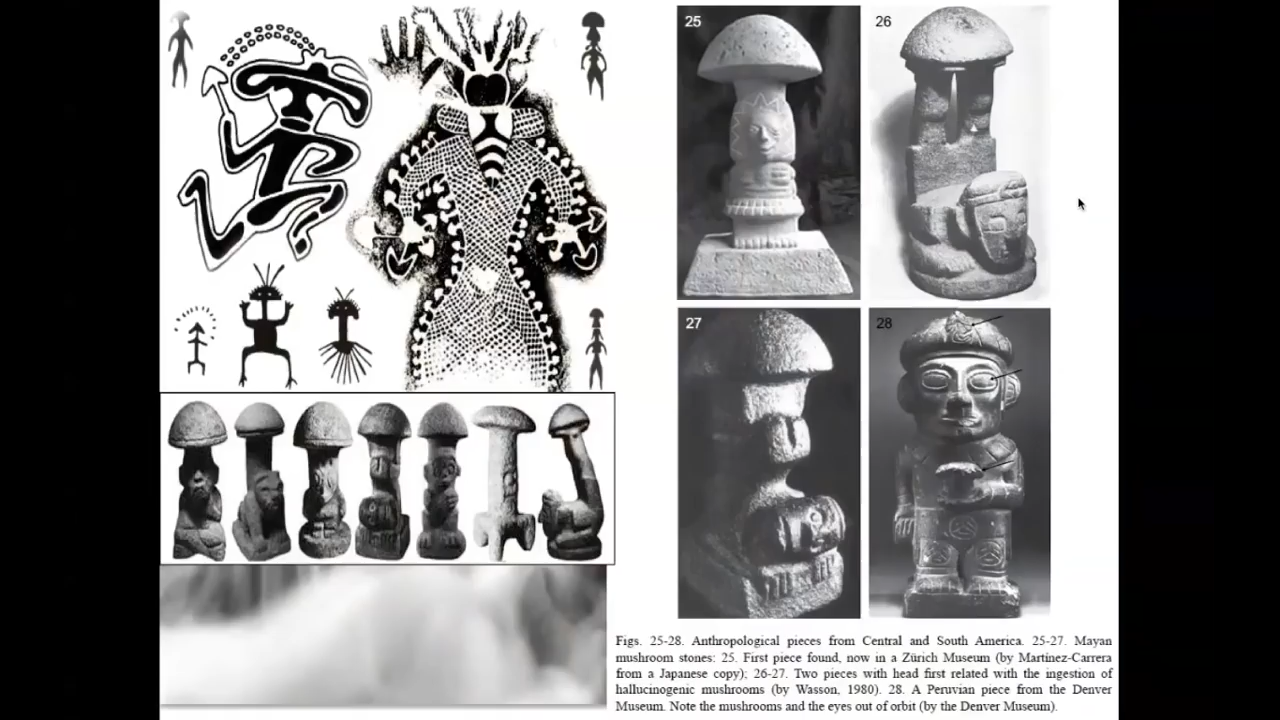 25
26
27
28
Figs. 25-28. Anthropological pieces from Central and South America. 25-27. Mayan
mushroom stones: 25. First piece found, now in a Zürich Museum (by Martínez-Carrera
from a Japanese copy); 26-27. Two pieces with head first related with the ingestion of
hallucinogenic mushrooms (by Wasson, 1980). 28. A Peruvian piece from the Denver
Museum. Note the mushrooms and the eyes out of orbit (by the Denver Museum).